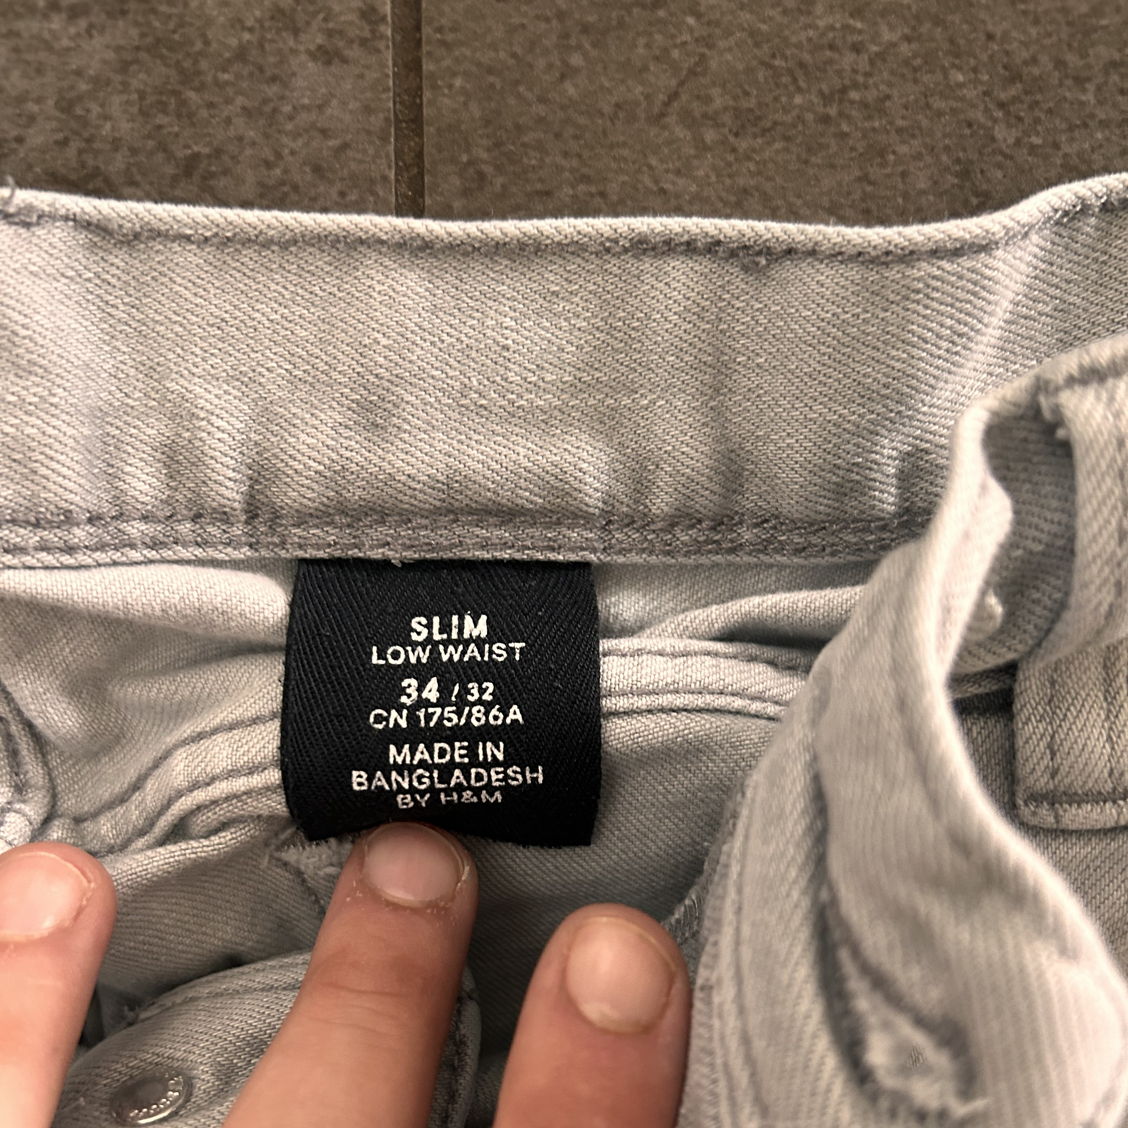 SLIM
LOW WAIST
34 / 32
CN 175/86A
MADE IN
BANGLADESH
BY H&M